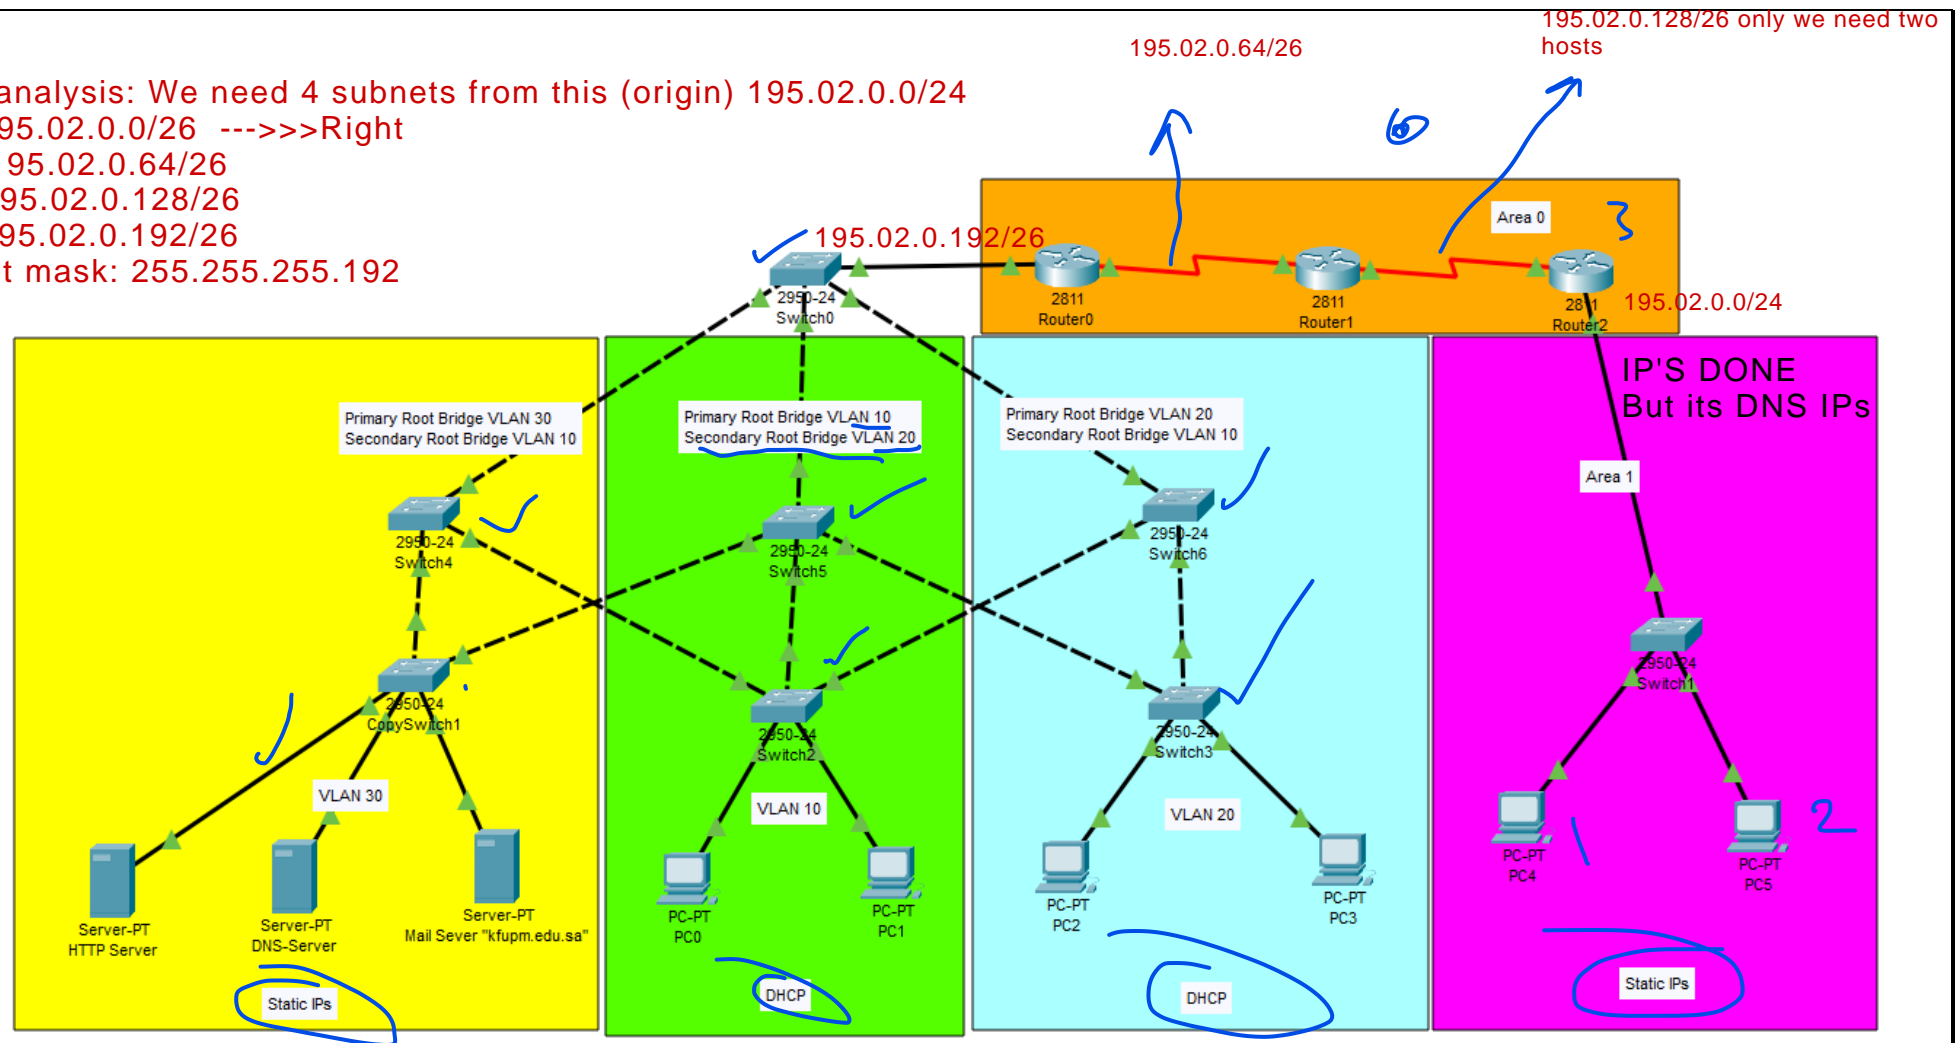 195.02.0.128/26 only we need two
hosts
195.02.0.64/26
analysis: We need 4 subnets from this (origin) 195.02.0.0/24
95.02.0.0/26 --->>>Right
95.02.0.64/26
95.02.0.128/26
95.02.0.192/26
t mask: 255.255.255.192
195.02.0.192/26
Area 0
3
2950-24
Switch0
2811
Router0
2811
Router1
2811
Router2
195.02.0.0/24
IP'S DONE
But its DNS IPs
Primary Root Bridge VLAN 30
Secondary Root Bridge VLAN 10
Primary Root Bridge VLAN 10
Secondary Root Bridge VLAN 20
Primary Root Bridge VLAN 20
Secondary Root Bridge VLAN 10
Area 1
2950-24
Switch4
2950-24
Switch5
2950-24
Switch6
2950-24
CopySwitch1
2950-24
Switch2
2950-24
Switch3
2950-24
Switch1
VLAN 30
VLAN 10
VLAN 20
Server-PT
HTTP Server
Server-PT
DNS-Server
Server-PT
Mail Sever "kfupm.edu.sa"
PC-PT
PC0
PC-PT
PC1
PC-PT
PC2
PC-PT
PC3
PC-PT
PC4
1
PC-PT
PC5
2
Static IPs
DHCP
DHCP
Static IPs